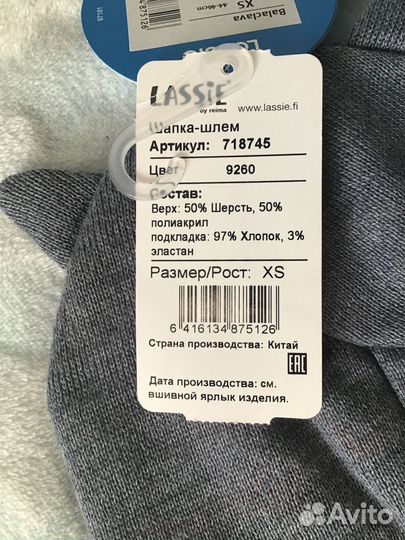 Balaclava
XS
44-46cm
875126
81781
LASSIE
by reima
www.lassie.fi
Шапка-шлем
Артикул: 718745
Цвет 9260
Состав:
Верх: 50% Шерсть, 50%
полиакрил
подкладка: 97% Хлопок, 3%
эластан
Размер/Рост: XS
6 416134 875126
Страна производства: Китай
EAC
Дата производства: см.
вшивной ярлык изделия.
Avito